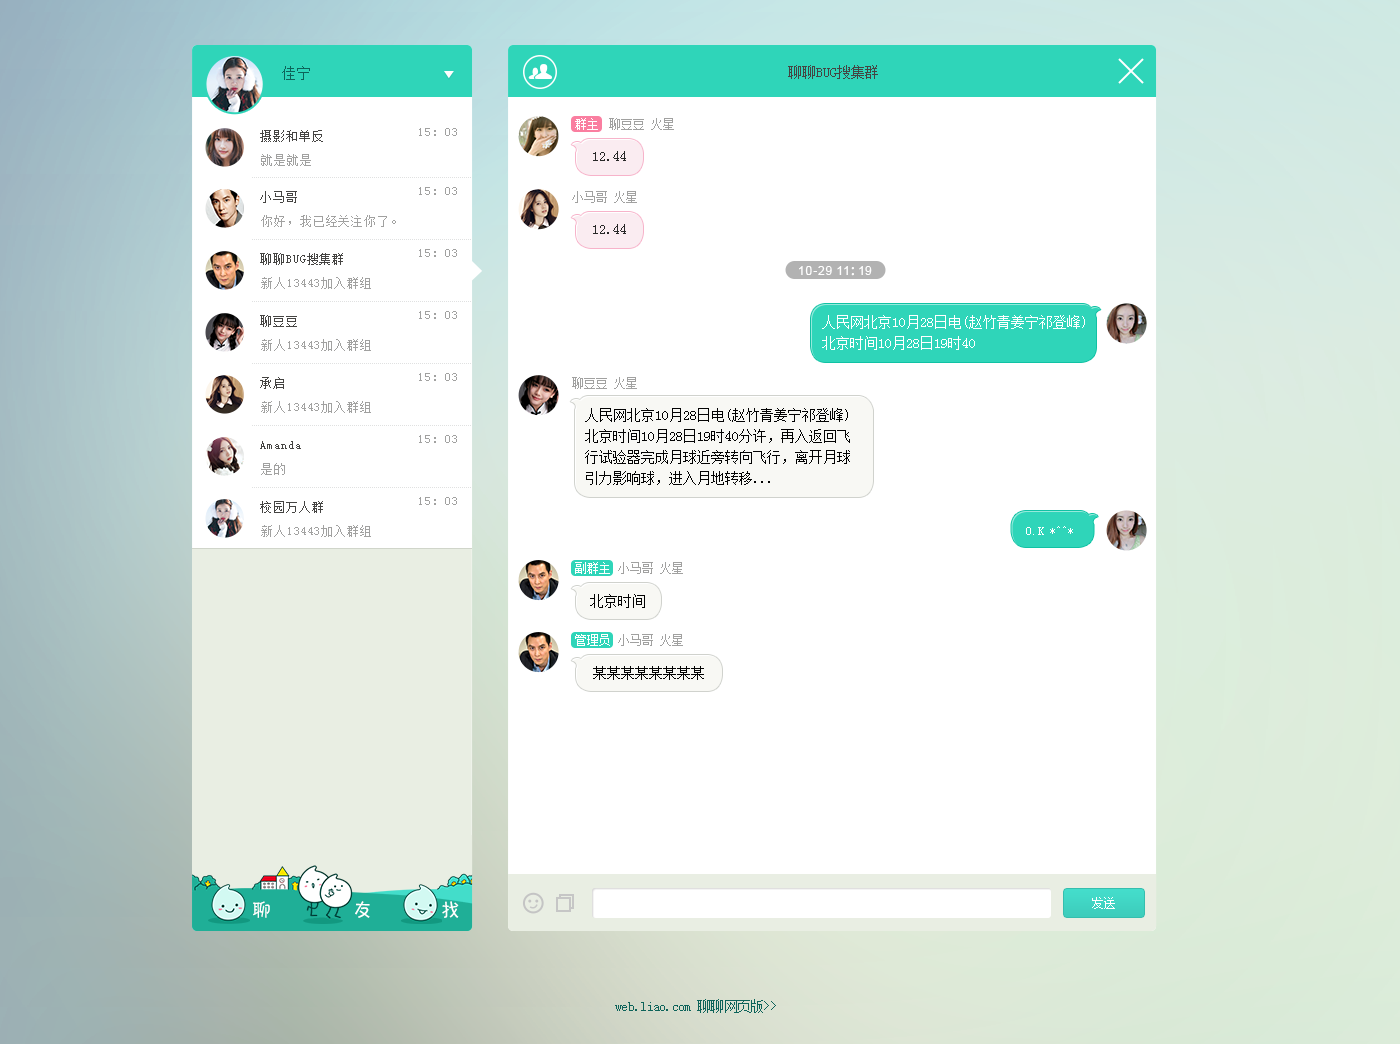 佳宁
摄影和单反
15: 03
就是就是
小马哥
15: 03
你好，我已经关注你了。
聊聊BUG搜集群
15: 03
新人13443加入群组
聊豆豆
15: 03
新人13443加入群组
承启
15: 03
新人13443加入群组
Amanda
15: 03
是的
校园万人群
15: 03
新人13443加入群组
聊
友
找
聊聊BUG搜集群
群主 聊豆豆 火星
12.44
小马哥 火星
12.44
10-29 11: 19
人民网北京10月28日电(赵竹青姜宁祁登峰)
北京时间10月28日19时40
聊豆豆 火星
人民网北京10月28日电(赵竹青姜宁祁登峰)
北京时间10月28日19时40分许，再入返回飞
行试验器完成月球近旁转向飞行，离开月球
引力影响球，进入月地转移...
O.K *^^*
副群主 小马哥 火星
北京时间
管理员 小马哥 火星
某某某某某某某某
发送
web.liao.com 聊聊网页版>>